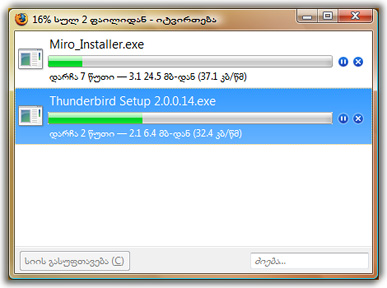 16% სულ 2 ფაილიდან - იტვირთება
Miro_Installer.exe
დარჩა 7 წუთი — 3.1 24.5 მბ-დან (37.1 კბ/წმ)
Thunderbird Setup 2.0.0.14.exe
დარჩა 2 წუთი — 2.1 6.4 მბ-დან (32.4 კბ/წმ)
სიის გასუფთავება (C)
ძიება...